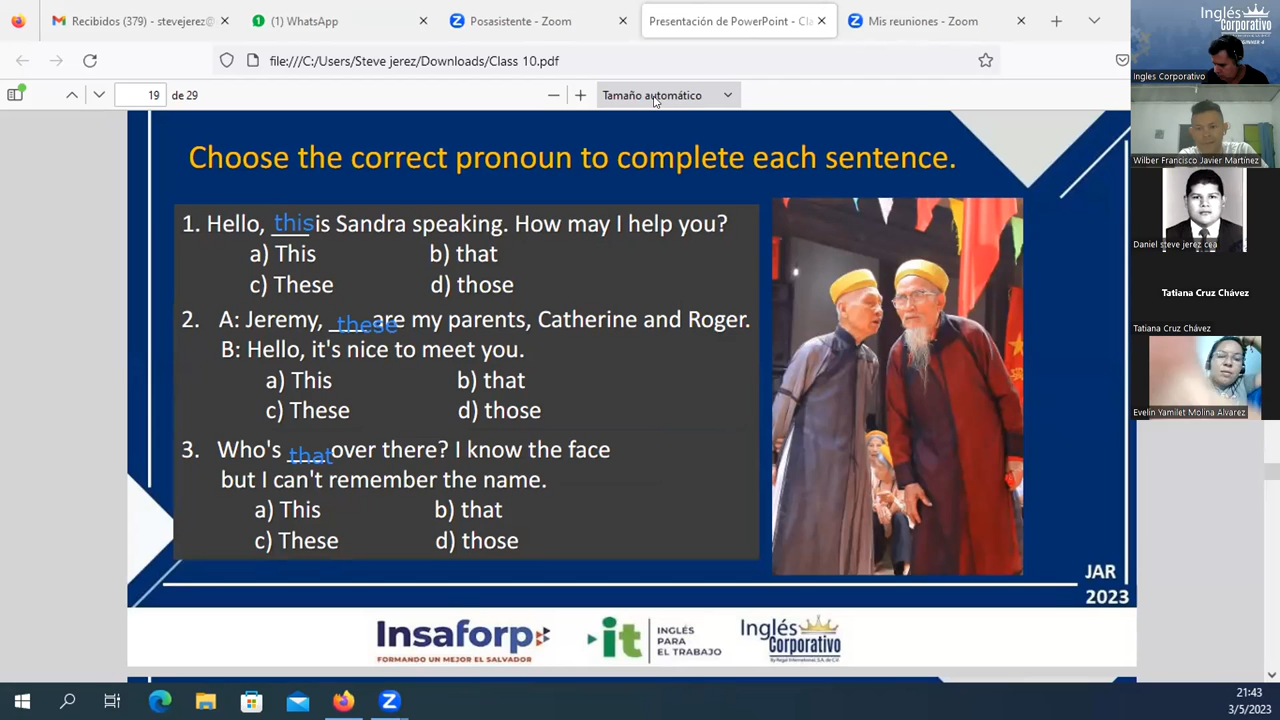 Recibidos (379) - stevejerez@
(1) WhatsApp
Posasistente - Zoom
Presentación de PowerPoint - Cla
Mis reuniones - Zoom
file:///C:/Users/Steve jerez/Downloads/Class 10.pdf
19 de 29
Tamaño automático
Choose the correct pronoun to complete each sentence.
1. Hello, this is Sandra speaking. How may I help you?
a) This b) that
c) These d) those
2. A: Jeremy, these are my parents, Catherine and Roger.
B: Hello, it's nice to meet you.
a) This b) that
c) These d) those
3. Who's that over there? I know the face
but I can't remember the name.
a) This b) that
c) These d) those
JAR
2023
Insaforp
FORMANDO UN MEJOR EL SALVADOR
it INGLÉS
PARA
EL TRABAJO
Inglés
Corporativo
Inglés
Corporativo
Ingles Corporativo
Wilber Francisco Javier Martínez
Daniel steve jerez cea
Tatiana Cruz Chávez
Tatiana Cruz Chávez
Evelin Yamilet Molina Alvarez
21:43
3/5/2023